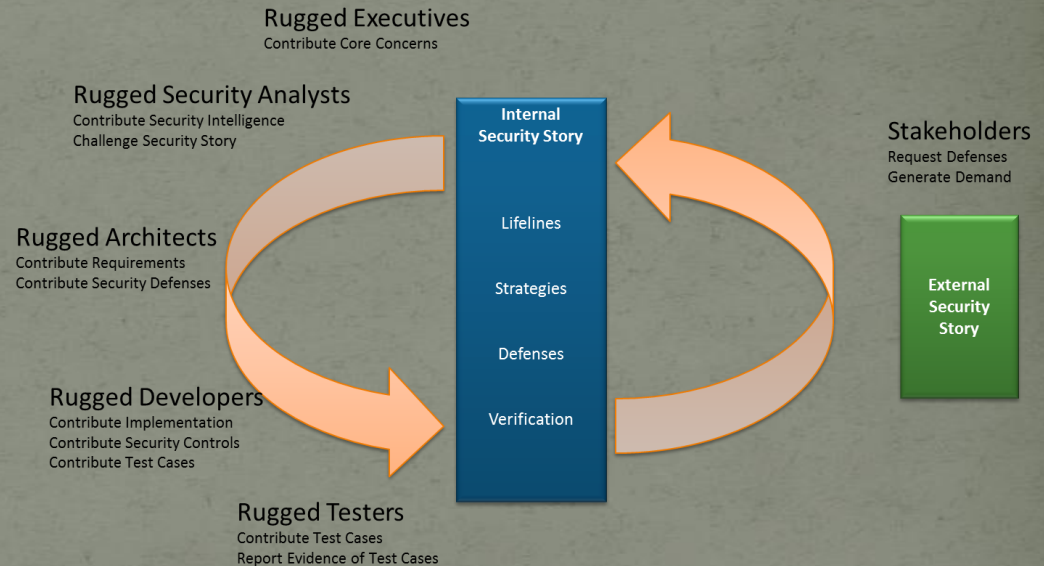 Rugged Executives
Contribute Core Concerns
Rugged Security Analysts
Contribute Security Intelligence
Challenge Security Story
Rugged Architects
Contribute Requirements
Contribute Security Defenses
Rugged Developers
Contribute Implementation
Contribute Security Controls
Contribute Test Cases
Rugged Testers
Contribute Test Cases
Report Evidence of Test Cases
Internal
Security Story
Lifelines
Strategies
Defenses
Verification
Stakeholders
Request Defenses
Generate Demand
External
Security
Story